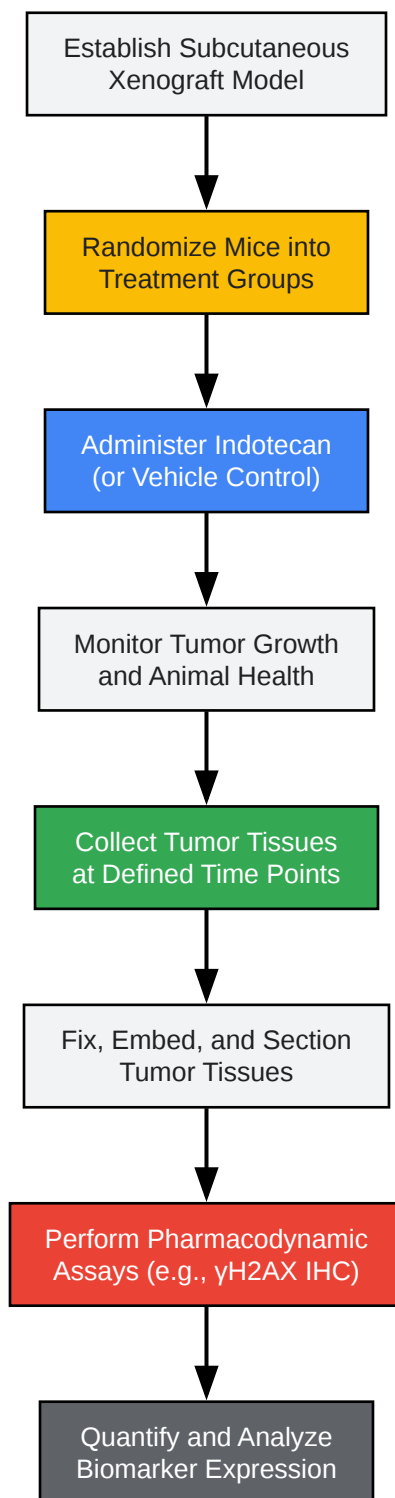 Establish Subcutaneous
Xenograft Model
Randomize Mice into
Treatment Groups
Administer Indotecan
(or Vehicle Control)
Monitor Tumor Growth
and Animal Health
Collect Tumor Tissues
at Defined Time Points
Fix, Embed, and Section
Tumor Tissues
Perform Pharmacodynamic
Assays (e.g., γH2AX IHC)
Quantify and Analyze
Biomarker Expression